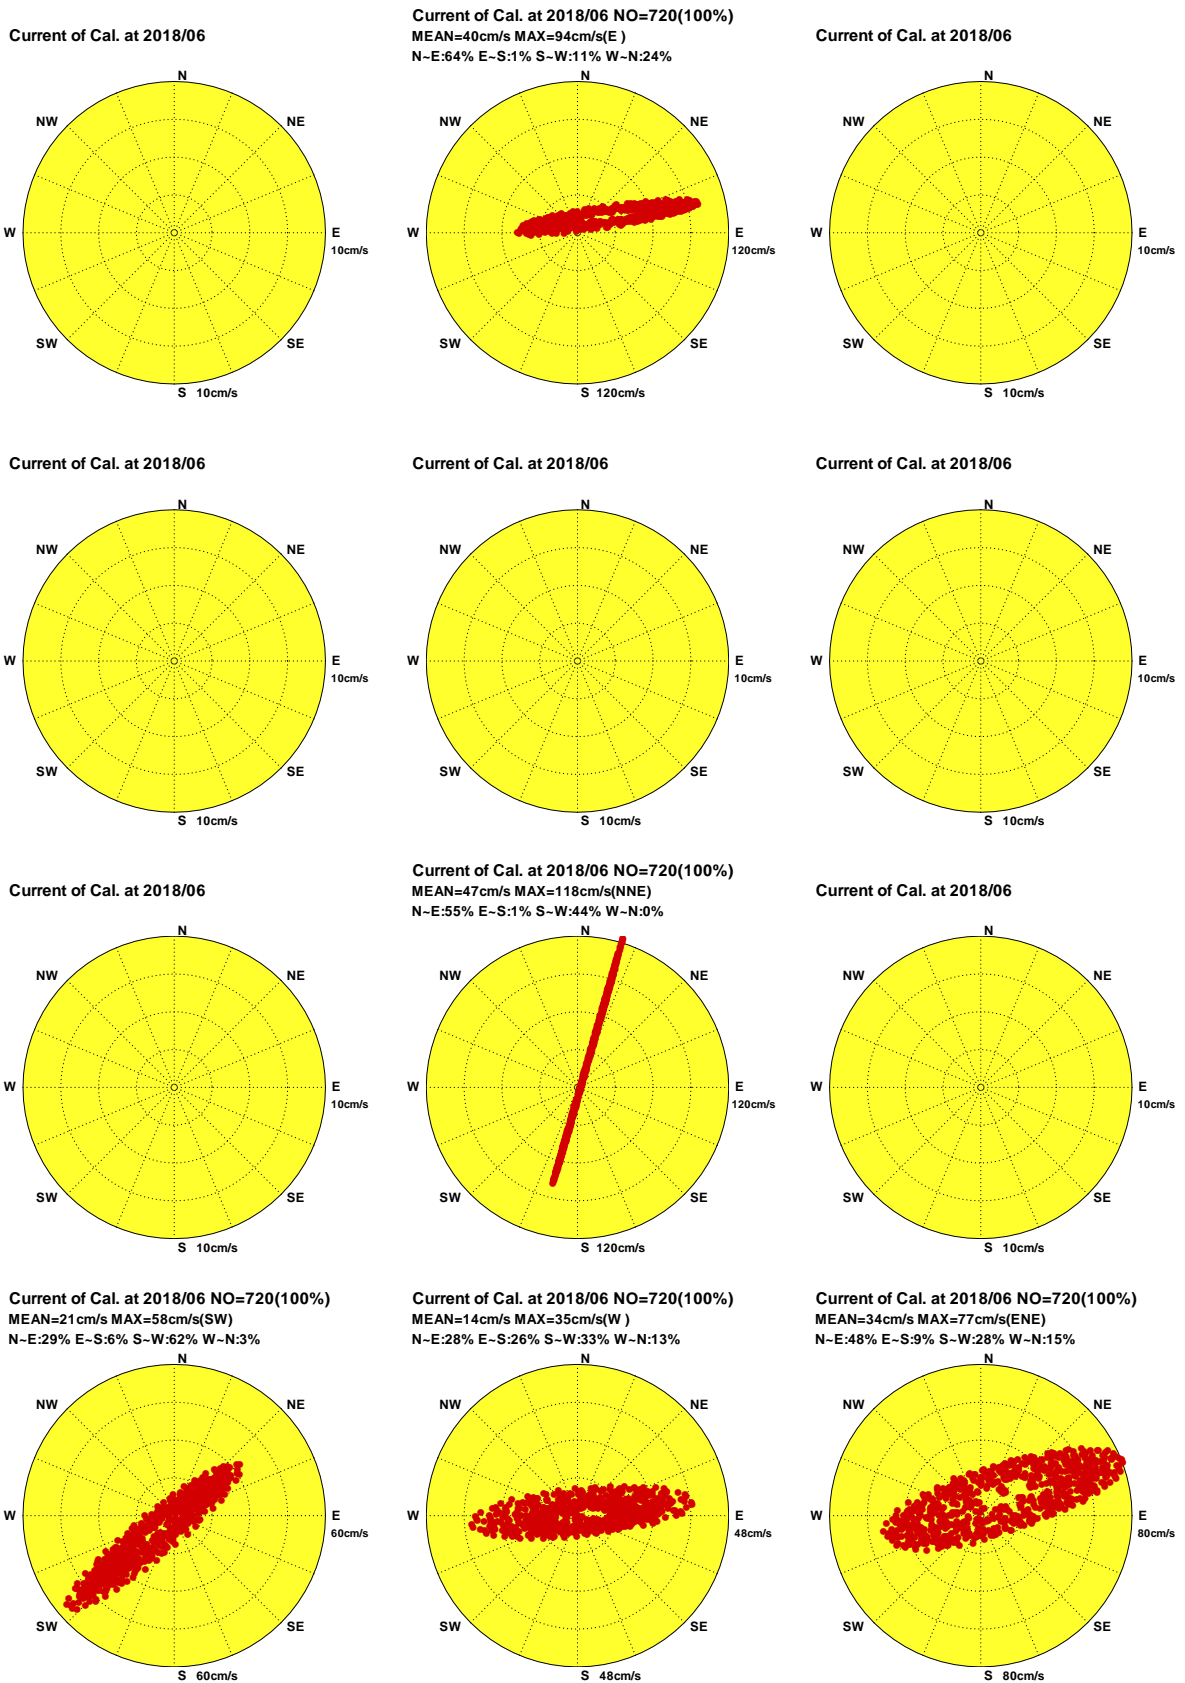 Current of Cal. at 2018/06
N
NW
NE
W
E
10cm/s
SW
SE
S 10cm/s
Current of Cal. at 2018/06 NO=720(100%)
MEAN=40cm/s MAX=94cm/s(E )
N~E:64% E~S:1% S~W:11% W~N:24%
N
NW
NE
W
E
120cm/s
SW
SE
S 120cm/s
Current of Cal. at 2018/06
N
NW
NE
W
E
10cm/s
SW
SE
S 10cm/s
Current of Cal. at 2018/06
N
NW
NE
W
E
10cm/s
SW
SE
S 10cm/s
Current of Cal. at 2018/06
N
NW
NE
W
E
10cm/s
SW
SE
S 10cm/s
Current of Cal. at 2018/06
N
NW
NE
W
E
10cm/s
SW
SE
S 10cm/s
Current of Cal. at 2018/06
N
NW
NE
W
E
10cm/s
SW
SE
S 10cm/s
Current of Cal. at 2018/06 NO=720(100%)
MEAN=47cm/s MAX=118cm/s(NNE)
N~E:55% E~S:1% S~W:44% W~N:0%
N
NW
NE
W
E
120cm/s
SW
SE
S 120cm/s
Current of Cal. at 2018/06
N
NW
NE
W
E
10cm/s
SW
SE
S 10cm/s
Current of Cal. at 2018/06 NO=720(100%)
MEAN=21cm/s MAX=58cm/s(SW)
N~E:29% E~S:6% S~W:62% W~N:3%
N
NW
NE
W
E
60cm/s
SW
SE
S 60cm/s
Current of Cal. at 2018/06 NO=720(100%)
MEAN=14cm/s MAX=35cm/s(W )
N~E:28% E~S:26% S~W:33% W~N:13%
N
NW
NE
W
E
48cm/s
SW
SE
S 48cm/s
Current of Cal. at 2018/06 NO=720(100%)
MEAN=34cm/s MAX=77cm/s(ENE)
N~E:48% E~S:9% S~W:28% W~N:15%
N
NW
NE
W
E
80cm/s
SW
SE
S 80cm/s